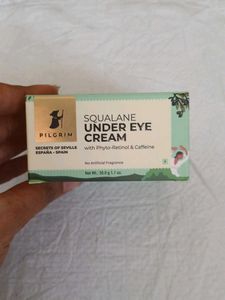 PILGRIM
SECRETS OF SEVILLE
ESPAÑA • SPAIN
SQUALANE
UNDER EYE
CREAM
with Phyto-Retinol & Caffeine
No Artificial Fragrance